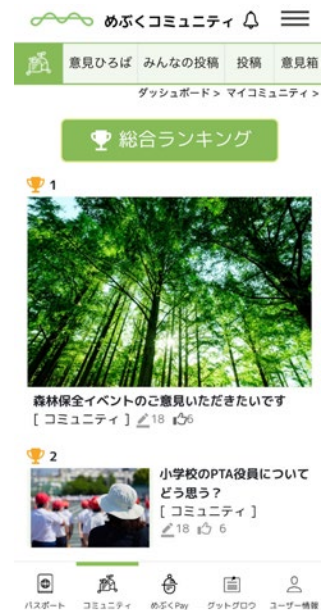 めぶくコミュニティ
意見ひろば みんなの投稿 投稿 意見箱
ダッシュボード > マイコミュニティ >
総合ランキング
1
森林保全イベントのご意見いただきたいです
[ コミュニティ ] 18 6
2
小学校のPTA役員について
どう思う？
[ コミュニティ ]
18 6
パスポート コミュニティ めぶくPay グットグロウ ユーザー情報